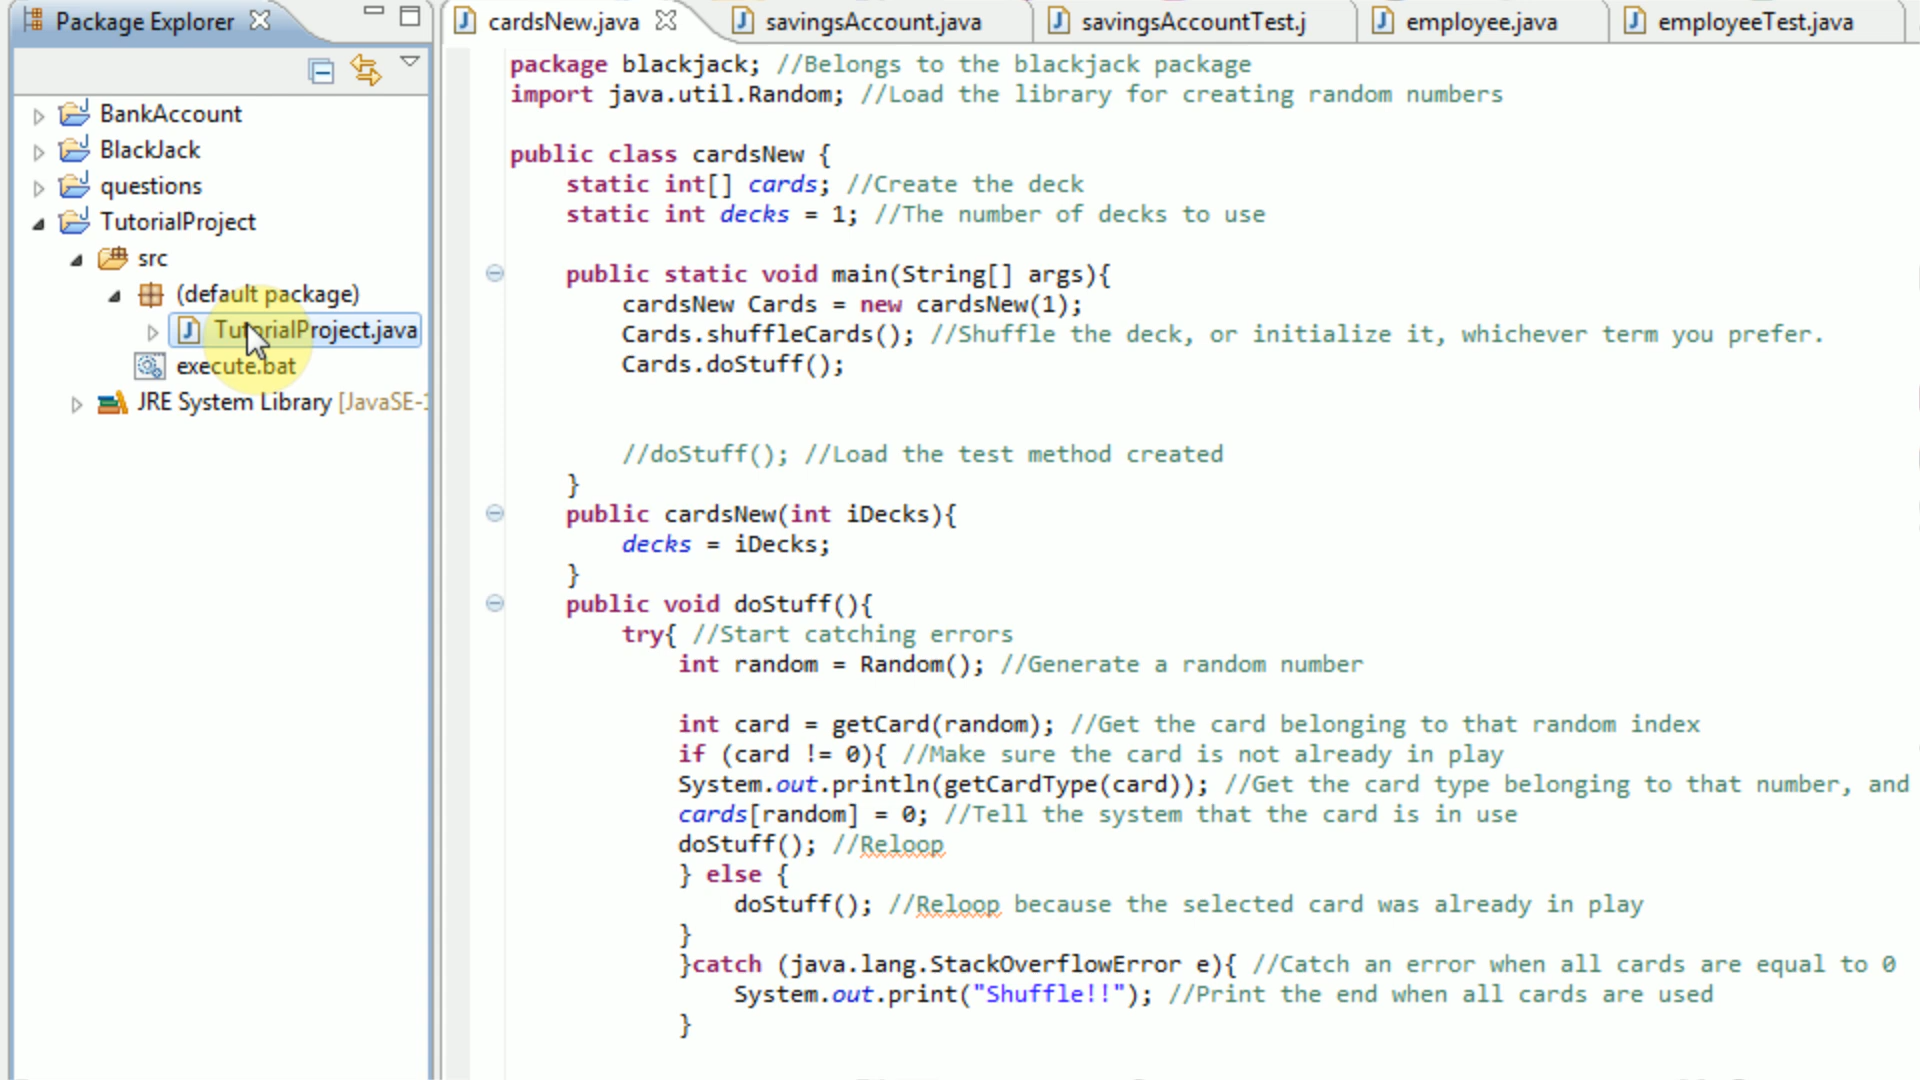 Package Explorer
BankAccount
BlackJack
questions
TutorialProject
src
(default package)
TutorialProject.java
execute.bat
JRE System Library [JavaSE-1
cardsNew.java
savingsAccount.java
savingsAccountTest.j
employee.java
employeeTest.java
package blackjack; //Belongs to the blackjack package
import java.util.Random; //Load the library for creating random numbers
public class cardsNew {
static int[] cards; //Create the deck
static int decks = 1; //The number of decks to use
public static void main(String[] args){
cardsNew Cards = new cardsNew(1);
Cards.shuffleCards(); //Shuffle the deck, or initialize it, whichever term you prefer.
Cards.doStuff();
//doStuff(); //Load the test method created
}
public cardsNew(int iDecks){
decks = iDecks;
}
public void doStuff(){
try{ //Start catching errors
int random = Random(); //Generate a random number
int card = getCard(random); //Get the card belonging to that random index
if (card != 0){ //Make sure the card is not already in play
System.out.println(getCardType(card)); //Get the card type belonging to that number, and
cards[random] = 0; //Tell the system that the card is in use
doStuff(); //Reloop
} else {
doStuff(); //Reloop because the selected card was already in play
}
}catch (java.lang.StackOverflowError e){ //Catch an error when all cards are equal to 0
System.out.print("Shuffle!!"); //Print the end when all cards are used
}